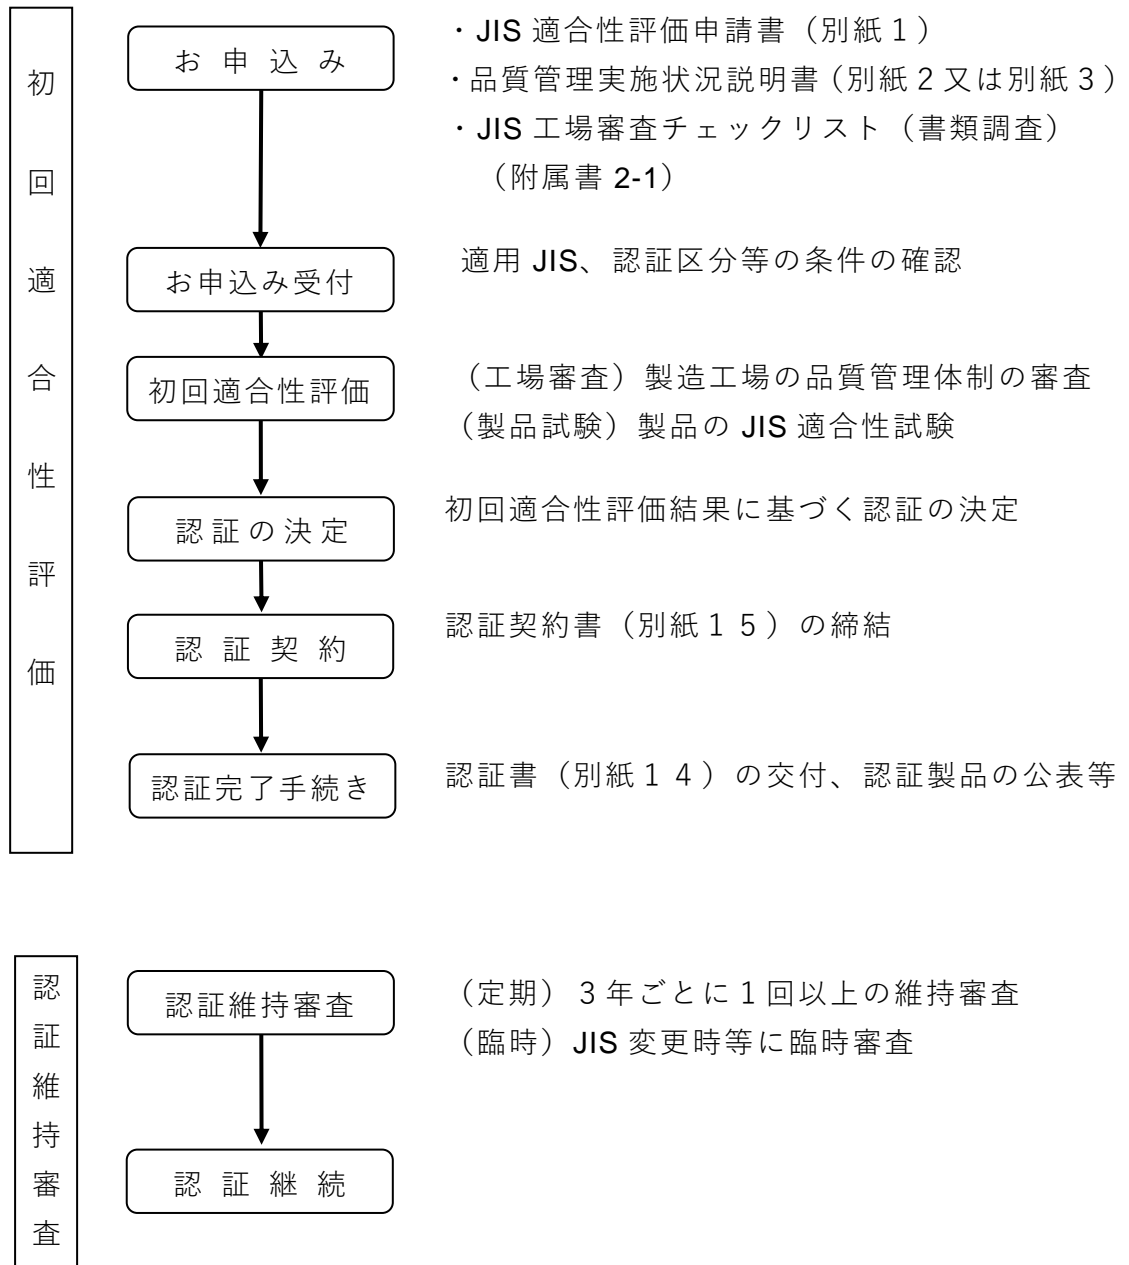 初回適合性評価
お申込み
・JIS 適合性評価申請書（別紙１）
・品質管理実施状況説明書（別紙２又は別紙３）
・JIS 工場審査チェックリスト（書類調査）
（附属書 2-1）
お申込み受付
適用 JIS、認証区分等の条件の確認
初回適合性評価
（工場審査）製造工場の品質管理体制の審査
（製品試験）製品の JIS 適合性試験
認証の決定
初回適合性評価結果に基づく認証の決定
認証契約
認証契約書（別紙１５）の締結
認証完了手続き
認証書（別紙１４）の交付、認証製品の公表等
認証維持審査
認証維持審査
（定期）３年ごとに１回以上の維持審査
（臨時）JIS 変更時等に臨時審査
認証継続